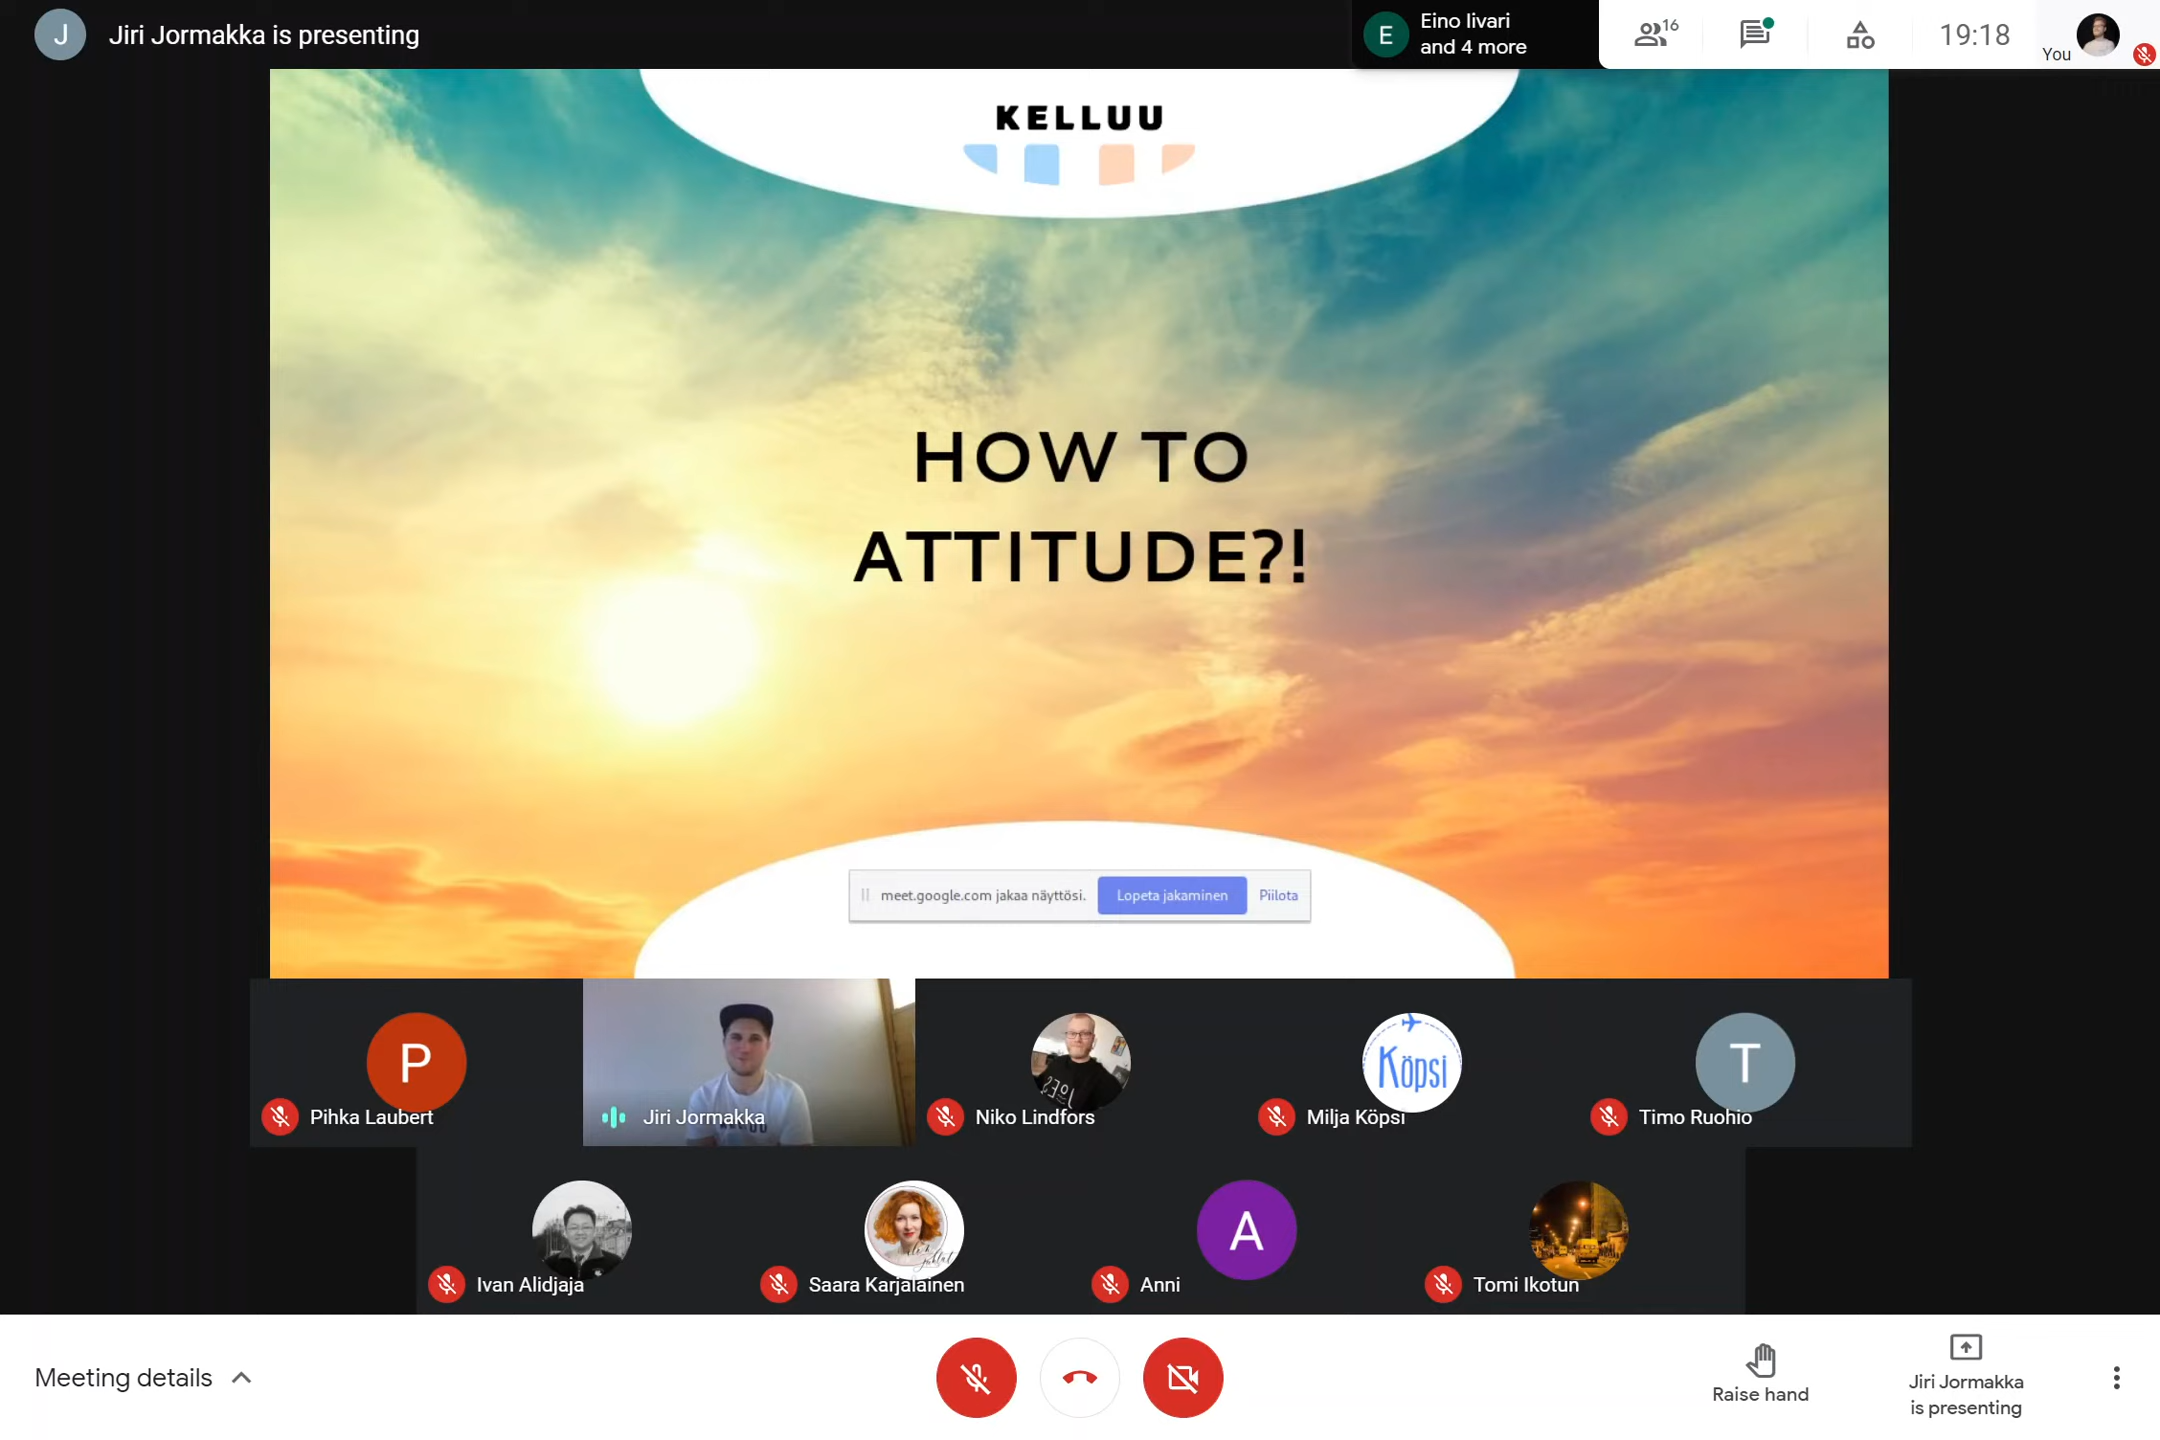 J
Jiri Jormakka is presenting
E
Eino Iivari
and 4 more
16
19:18
You
KELLUU
HOW TO
ATTITUDE?!
meet.google.com jakaa näyttösi.
Lopeta jakaminen
Piilota
P
Pihka Laubert
Jiri Jormakka
Niko Lindfors
Köpsi
Milja Köpsi
T
Timo Ruohio
Ivan Alidjaja
Saara Karjalainen
A
Anni
Tomi Ikotun
Meeting details
Raise hand
Jiri Jormakka
is presenting